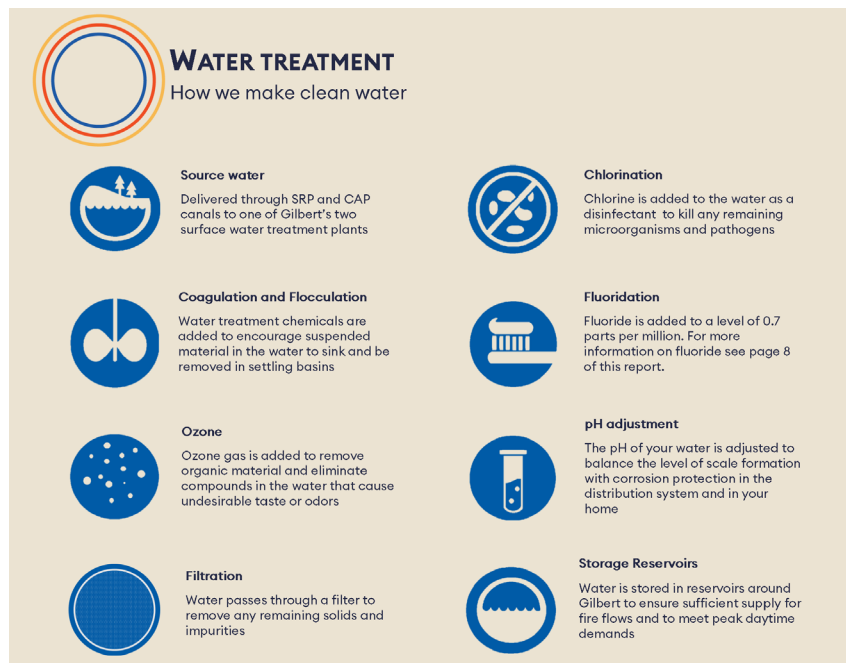 WATER TREATMENT
How we make clean water
Source water
Delivered through SRP and CAP
canals to one of Gilbert's two
surface water treatment plants
Coagulation and Flocculation
Water treatment chemicals are
added to encourage suspended
material in the water to sink and be
removed in settling basins
Ozone
Ozone gas is added to remove
organic material and eliminate
compounds in the water that cause
undesirable taste or odors
Filtration
Water passes through a filter to
remove any remaining solids and
impurities
Chlorination
Chlorine is added to the water as a
disinfectant to kill any remaining
microorganisms and pathogens
Fluoridation
Fluoride is added to a level of 0.7
parts per million. For more
information on fluoride see page 8
of this report.
pH adjustment
The pH of your water is adjusted to
balance the level of scale formation
with corrosion protection in the
distribution system and in your
home
Storage Reservoirs
Water is stored in reservoirs around
Gilbert to ensure sufficient supply for
fire flows and to meet peak daytime
demands